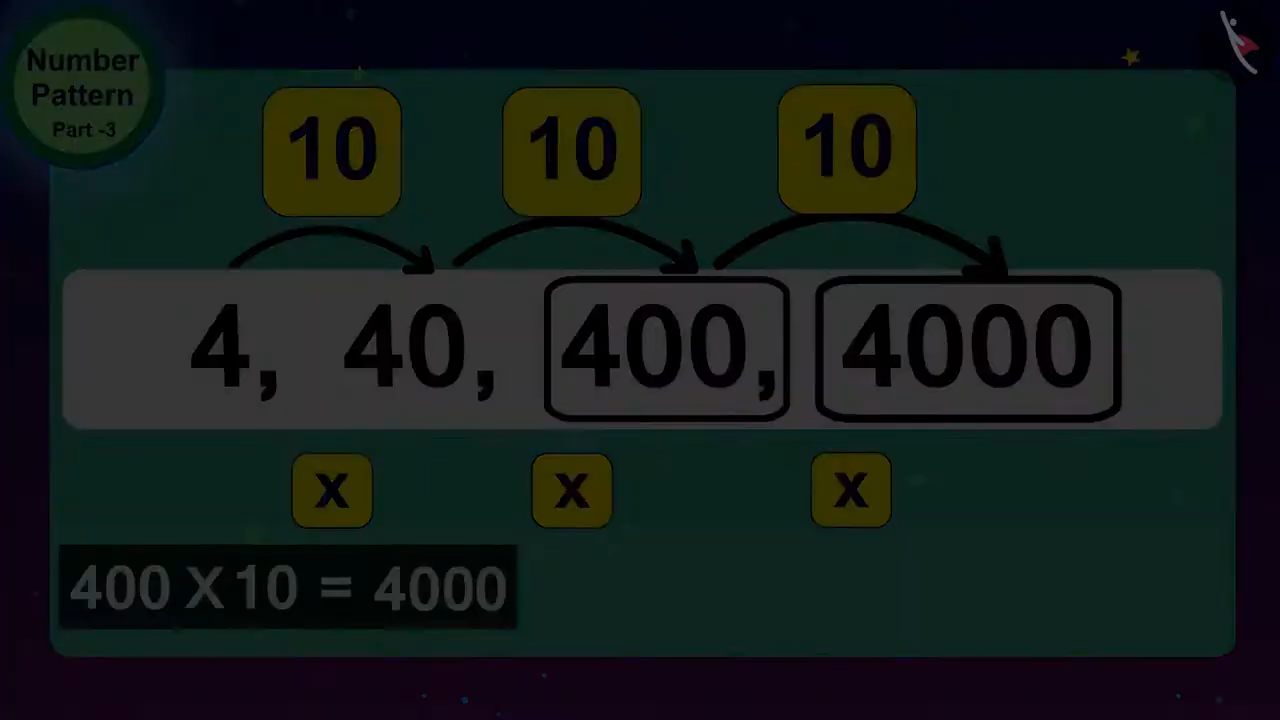 Number
Pattern
Part -3
10 10 10
4, 40, 400, 4000
x x x
400 X 10 = 4000